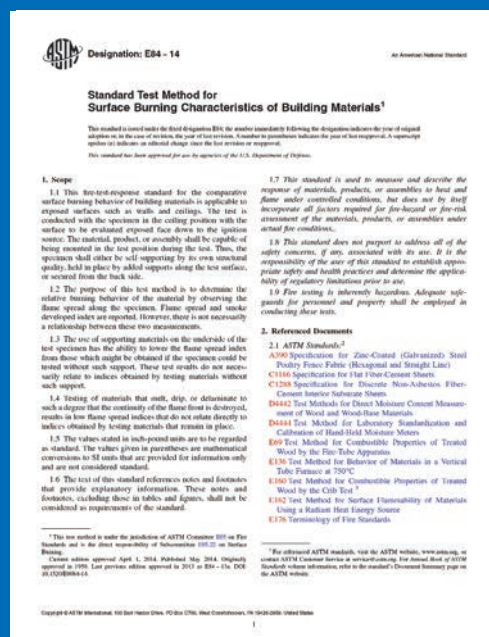 ASTM
Designation: E84 – 14
An American National Standard
Standard Test Method for
Surface Burning Characteristics of Building Materials1
This standard is issued under the fixed designation E84; the number immediately following the designation indicates the year of original
adoption or, in the case of revision, the year of last revision. A number in parentheses indicates the year of last reapproval. A superscript
epsilon (ε) indicates an editorial change since the last revision or reapproval.
This standard has been approved for use by agencies of the U.S. Department of Defense.
1. Scope
1.1 This fire-test-response standard for the comparative
surface burning behavior of building materials is applicable to
exposed surfaces such as walls and ceilings. The test is
conducted with the specimen in the ceiling position with the
surface to be evaluated exposed face down to the ignition
source. The material, product, or assembly shall be capable of
being mounted in the test position during the test. Thus, the
specimen shall either be self-supporting by its own structural
quality, held in place by added supports along the test surface,
or secured from the back side.
1.2 The purpose of this test method is to determine the
relative burning behavior of the material by observing the
flame spread along the specimen. Flame spread and smoke
developed index are reported. However, there is not necessarily
a relationship between these two measurements.
1.3 The use of supporting materials on the underside of the
test specimen has the ability to lower the flame spread index
from those which might be obtained if the specimen could be
tested without such support. These test results do not neces-
sarily relate to indices obtained by testing materials without
such support.
1.4 Testing of materials that melt, drip, or delaminate to
such a degree that the continuity of the flame front is destroyed,
results in low flame spread indices that do not relate directly to
indices obtained by testing materials that remain in place.
1.5 The values stated in inch-pound units are to be regarded
as standard. The values given in parentheses are mathematical
conversions to SI units that are provided for information only
and are not considered standard.
1.6 The text of this standard references notes and footnotes
that provide explanatory information. These notes and
footnotes, excluding those in tables and figures, shall not be
considered as requirements of the standard.
1 This test method is under the jurisdiction of ASTM Committee E05 on Fire
Standards and is the direct responsibility of Subcommittee E05.22 on Surface
Burning.
Current edition approved April 1, 2014. Published May 2014. Originally
approved in 1950. Last previous edition approved in 2013 as E84 – 13a. DOI:
10.1520/E0084-14.
1.7 This standard is used to measure and describe the
response of materials, products, or assemblies to heat and
flame under controlled conditions, but does not by itself
incorporate all factors required for fire-hazard or fire-risk
assessment of the materials, products, or assemblies under
actual fire conditions,.
1.8 This standard does not purport to address all of the
safety concerns, if any, associated with its use. It is the
responsibility of the user of this standard to establish appro-
priate safety and health practices and determine the applica-
bility of regulatory limitations prior to use.
1.9 Fire testing is inherently hazardous. Adequate safe-
guards for personnel and property shall be employed in
conducting these tests.
2. Referenced Documents
2.1 ASTM Standards:2
A390 Specification for Zinc-Coated (Galvanized) Steel
Poultry Fence Fabric (Hexagonal and Straight Line)
C1186 Specification for Flat Fiber-Cement Sheets
C1288 Specification for Discrete Non-Asbestos Fiber-
Cement Interior Substrate Sheets
D4442 Test Methods for Direct Moisture Content Measure-
ment of Wood and Wood-Base Materials
D4444 Test Method for Laboratory Standardization and
Calibration of Hand-Held Moisture Meters
E69 Test Method for Combustible Properties of Treated
Wood by the Fire-Tube Apparatus
E136 Test Method for Behavior of Materials in a Vertical
Tube Furnace at 750°C
E160 Test Method for Combustible Properties of Treated
Wood by the Crib Test 3
E162 Test Method for Surface Flammability of Materials
Using a Radiant Heat Energy Source
E176 Terminology of Fire Standards
2 For referenced ASTM standards, visit the ASTM website, www.astm.org, or
contact ASTM Customer Service at service@astm.org. For Annual Book of ASTM
Standards volume information, refer to the standard's Document Summary page on
the ASTM website.
Copyright © ASTM International, 100 Barr Harbor Drive, PO Box C700, West Conshohocken, PA 19428-2959. United States
1